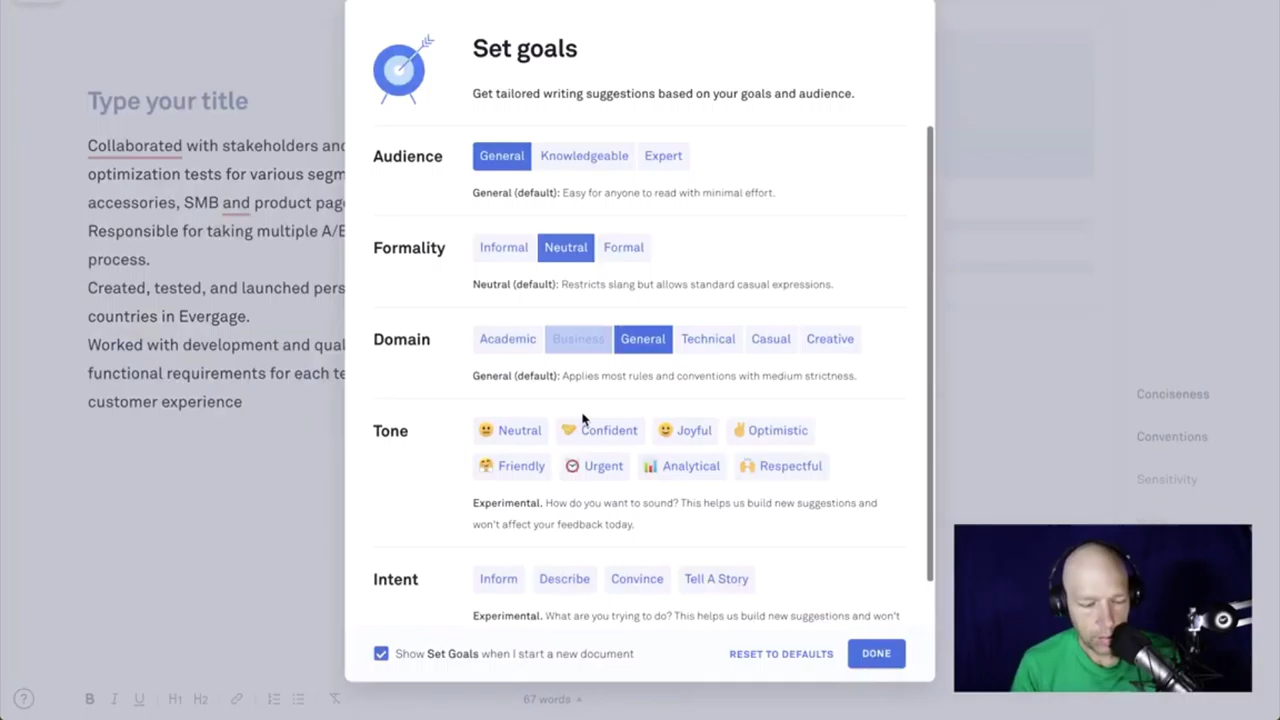 Set goals
Get tailored writing suggestions based on your goals and audience.
Type your title
Collaborated with stakeholders and
optimization tests for various segm
accessories, SMB and product pag
Responsible for taking multiple A/B
process.
Created, tested, and launched pers
countries in Evergage.
Worked with development and qual
functional requirements for each te
customer experience
Audience
General Knowledgeable Expert
General (default): Easy for anyone to read with minimal effort.
Formality
Informal Neutral Formal
Neutral (default): Restricts slang but allows standard casual expressions.
Domain
Academic Business General Technical Casual Creative
General (default): Applies most rules and conventions with medium strictness.
Tone
Neutral Confident Joyful Optimistic
Friendly Urgent Analytical Respectful
Experimental. How do you want to sound? This helps us build new suggestions and
won't affect your feedback today.
Intent
Inform Describe Convince Tell A Story
Experimental. What are you trying to do? This helps us build new suggestions and won't
Show Set Goals when I start a new document
RESET TO DEFAULTS DONE
Conciseness
Conventions
Sensitivity
B I U H1 H2
67 words